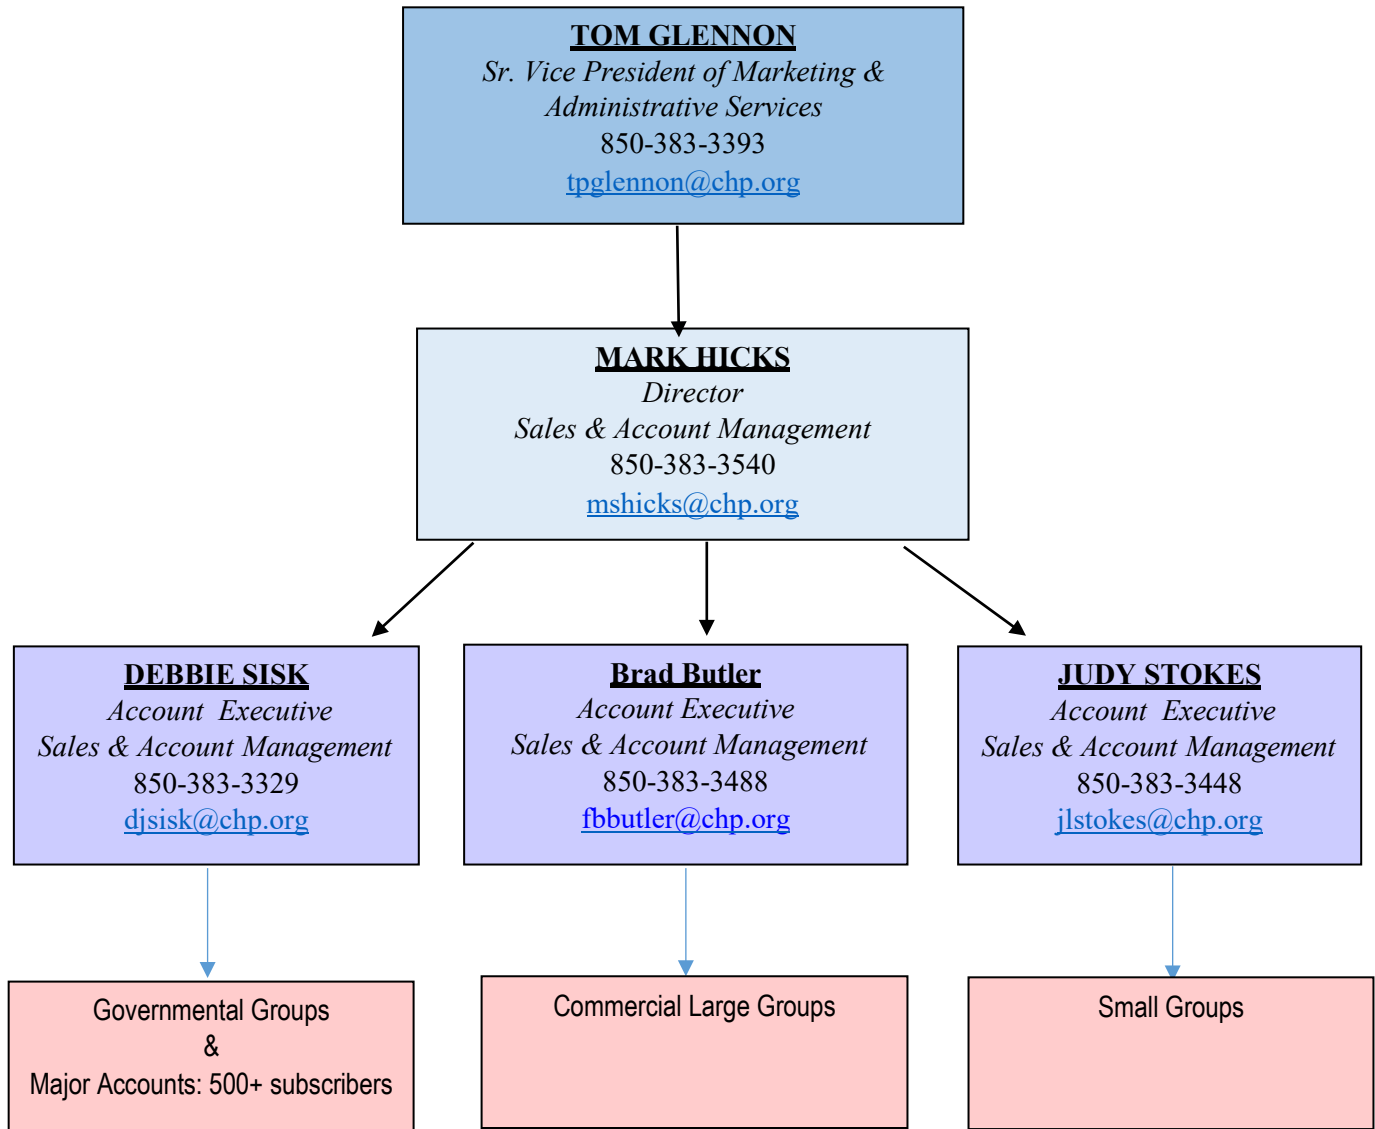 TOM GLENNON
Sr. Vice President of Marketing &
Administrative Services
850-383-3393
tpglennon@chp.org
MARK HICKS
Director
Sales & Account Management
850-383-3540
mshicks@chp.org
DEBBIE SISK
Account Executive
Sales & Account Management
850-383-3329
djsisk@chp.org
Brad Butler
Account Executive
Sales & Account Management
850-383-3488
fbbutler@chp.org
JUDY STOKES
Account Executive
Sales & Account Management
850-383-3448
jlstokes@chp.org
Governmental Groups
&
Major Accounts: 500+ subscribers
Commercial Large Groups
Small Groups